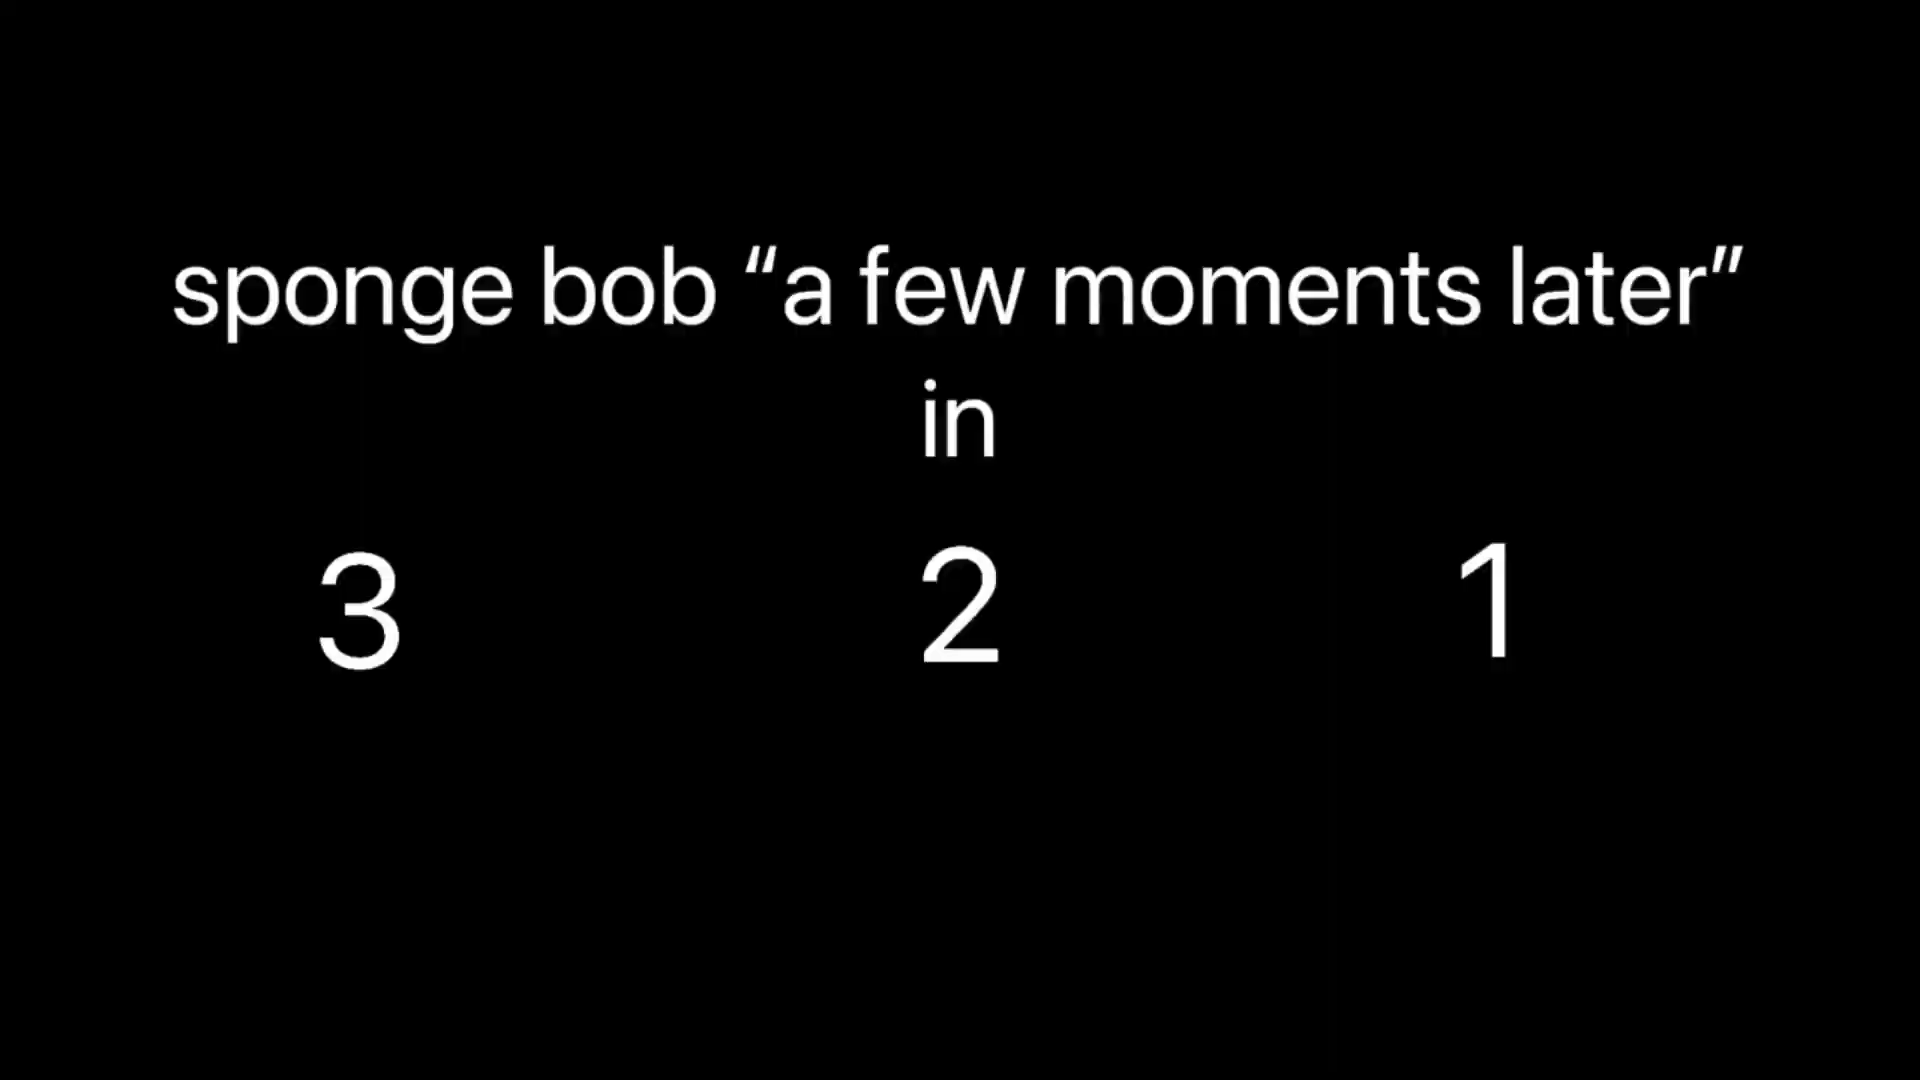 sponge bob “a few moments later”
in
3 2 1